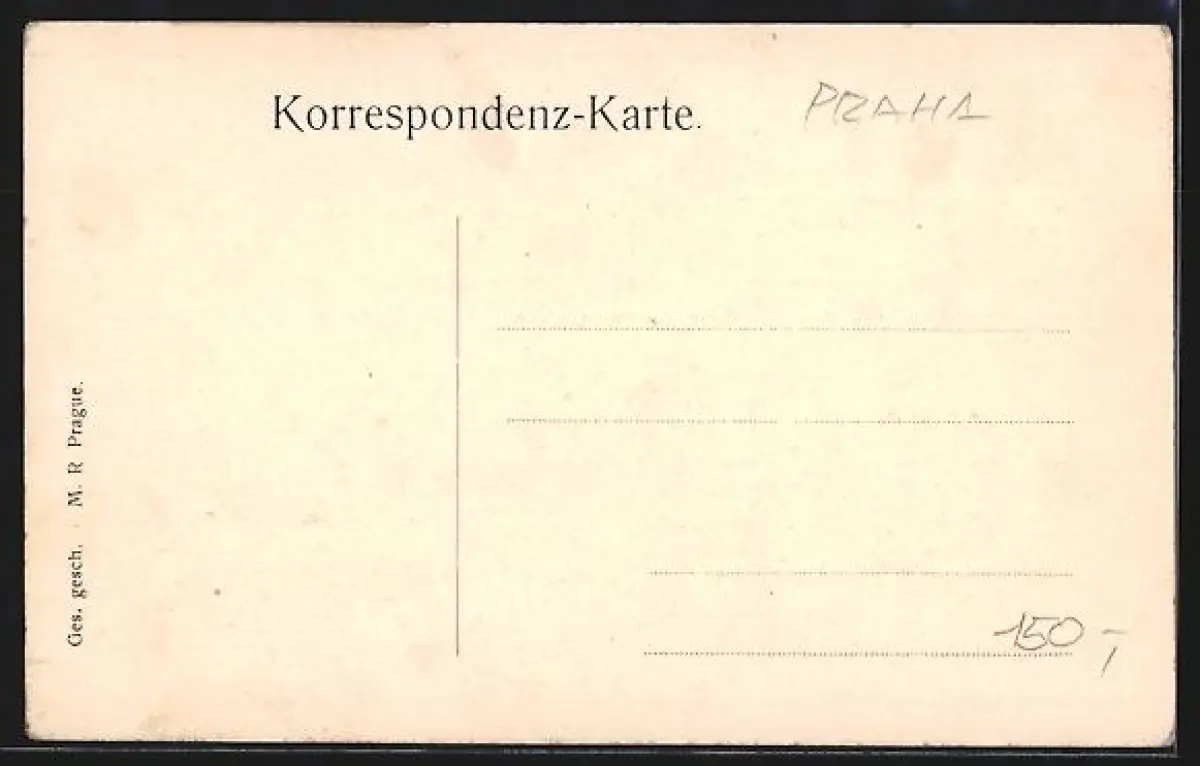 Korrespondenz-Karte.
PRAHA
Ges. gesch. · M. R Prague.
150,-